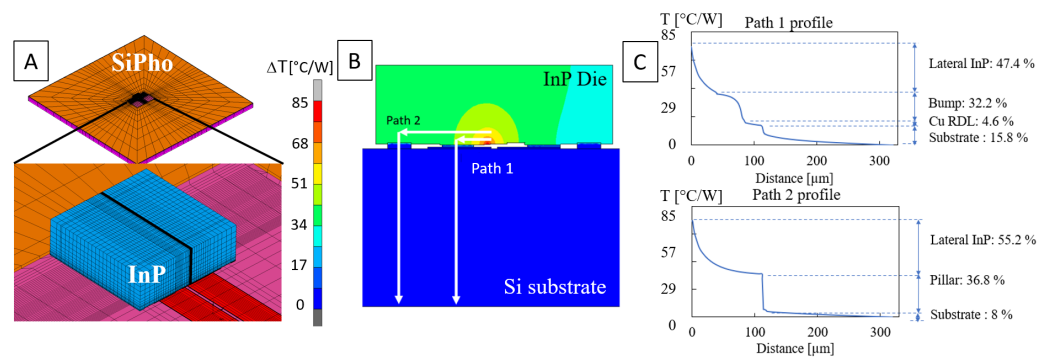 A
SiPho
InP
ΔT [°C/W]
85
68
51
34
17
0
B
InP Die
Path 2
Path 1
Si substrate
C
T [°C/W]
Path 1 profile
85
57
29
0
0
100
200
300
Distance [µm]
Lateral InP: 47.4 %
Bump: 32.2 %
Cu RDL: 4.6 %
Substrate : 15.8 %
T [°C/W]
Path 2 profile
85
57
29
0
0
100
200
300
Distance [µm]
Lateral InP: 55.2 %
Pillar: 36.8 %
Substrate : 8 %